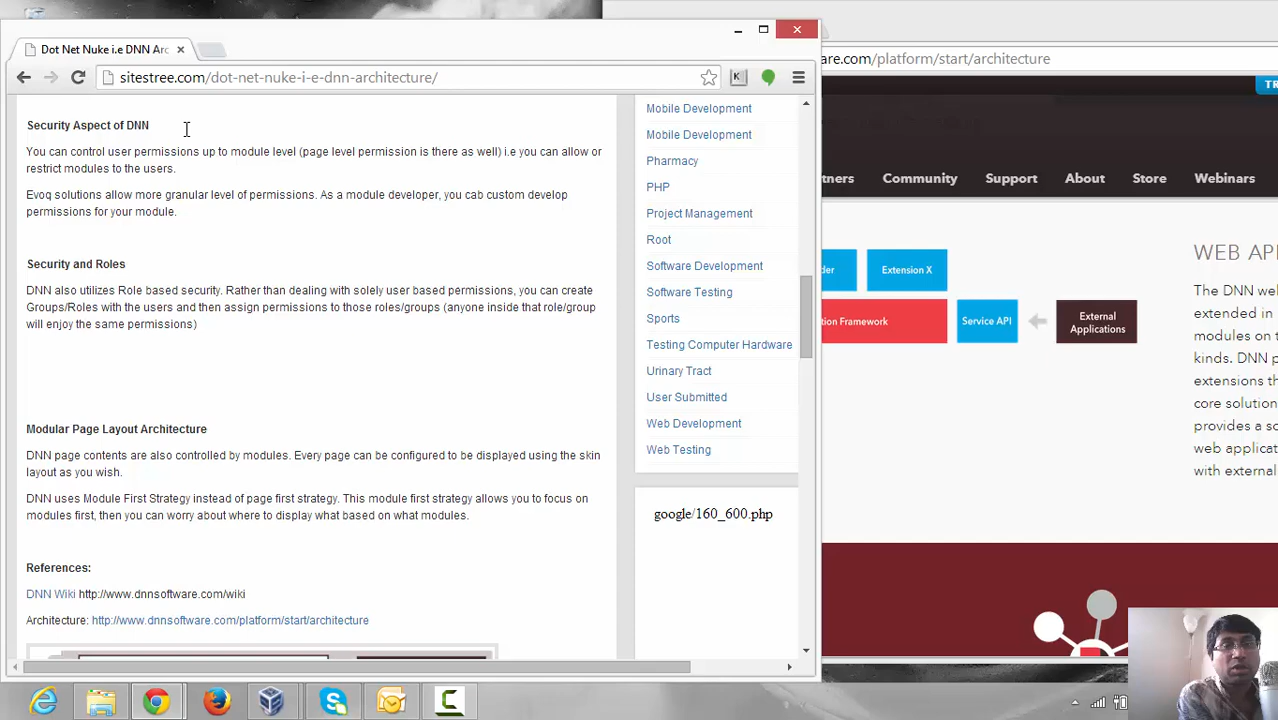 Dot Net Nuke i.e DNN Arc
sitestree.com/dot-net-nuke-i-e-dnn-architecture/
are.com/platform/start/architecture
TR
rtners Community Support About Store Webinars
Security Aspect of DNN
You can control user permissions up to module level (page level permission is there as well) i.e you can allow or
restrict modules to the users.
Evoq solutions allow more granular level of permissions. As a module developer, you cab custom develop
permissions for your module.
Security and Roles
DNN also utilizes Role based security. Rather than dealing with solely user based permissions, you can create
Groups/Roles with the users and then assign permissions to those roles/groups (anyone inside that role/group
will enjoy the same permissions)
Modular Page Layout Architecture
DNN page contents are also controlled by modules. Every page can be configured to be displayed using the skin
layout as you wish.
DNN uses Module First Strategy instead of page first strategy. This module first strategy allows you to focus on
modules first, then you can worry about where to display what based on what modules.
References:
DNN Wiki http://www.dnnsoftware.com/wiki
Architecture: http://www.dnnsoftware.com/platform/start/architecture
Mobile Development
Mobile Development
Pharmacy
PHP
Project Management
Root
Software Development
Software Testing
Sports
Testing Computer Hardware
Urinary Tract
User Submitted
Web Development
Web Testing
google/160_600.php
der Extension X
tion Framework Service API External
Applications
WEB API
The DNN web
extended in
modules on t
kinds. DNN p
extensions th
core solution
provides a so
web applicat
with external